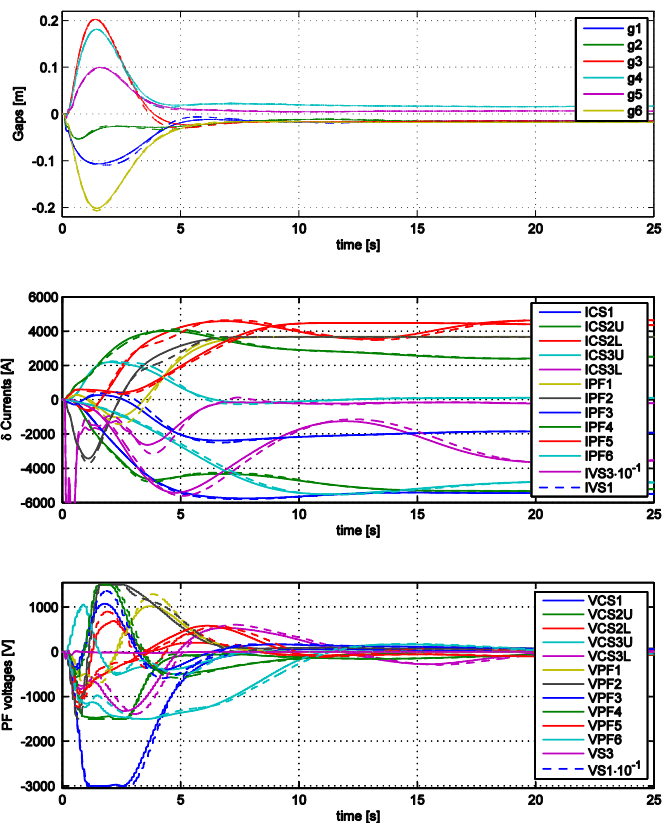 0.2
0.1
0
-0.1
-0.2
Gaps [m]
g1
g2
g3
g4
g5
g6
0 5 10 15 20 25
time [s]
6000
4000
2000
0
-2000
-4000
-6000
δ Currents [A]
ICS1
ICS2U
ICS2L
ICS3U
ICS3L
IPF1
IPF2
IPF3
IPF4
IPF5
IPF6
IVS3·10⁻¹
IVS1
0 5 10 15 20 25
time [s]
1000
0
-1000
-2000
-3000
PF voltages [V]
VCS1
VCS2U
VCS2L
VCS3U
VCS3L
VPF1
VPF2
VPF3
VPF4
VPF5
VPF6
VS3
VS1·10⁻¹
0 5 10 15 20 25
time [s]